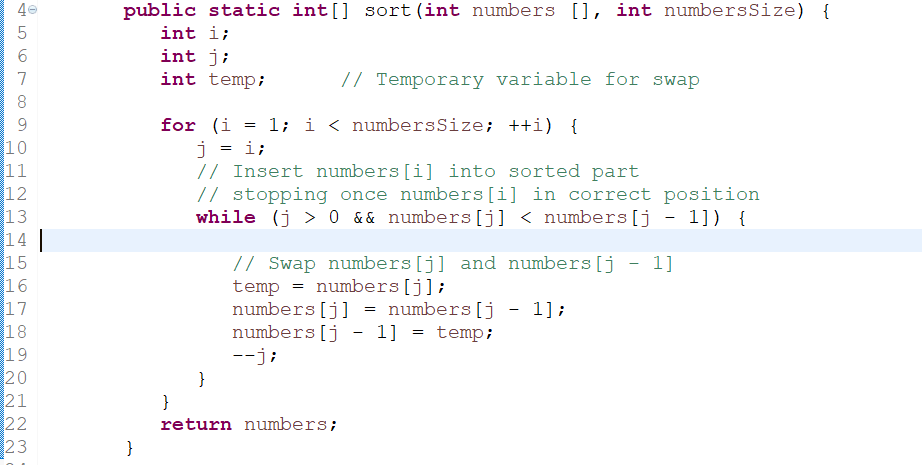 4 public static int[] sort(int numbers [], int numbersSize) {
5 int i;
6 int j;
7 int temp; // Temporary variable for swap
8
9 for (i = 1; i < numbersSize; ++i) {
10 j = i;
11 // Insert numbers[i] into sorted part
12 // stopping once numbers[i] in correct position
13 while (j > 0 && numbers[j] < numbers[j - 1]) {
14
15 // Swap numbers[j] and numbers[j - 1]
16 temp = numbers[j];
17 numbers[j] = numbers[j - 1];
18 numbers[j - 1] = temp;
19 --j;
20 }
21 }
22 return numbers;
23 }